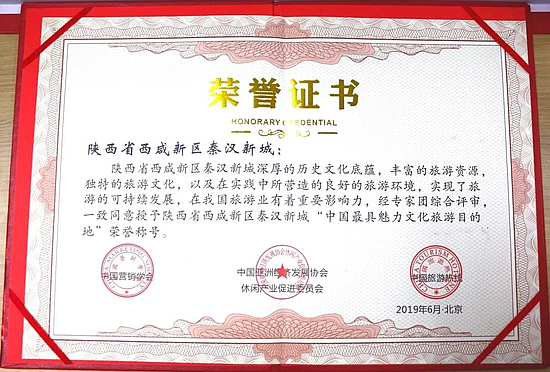 荣誉证书
HONORARY CREDENTIAL
陕西省西咸新区秦汉新城：
陕西省西咸新区秦汉新城深厚的历史文化底蕴，丰富的旅游资源，
独特的旅游文化，以及在实践中所营造的良好的旅游环境，实现了旅
游的可持续发展，在我国旅游业有着重要影响力，经专家团综合评审，
一致同意授予陕西省西咸新区秦汉新城“中国最具魅力文化旅游目的
地”荣誉称号。
中国营销学会
中国亚洲经济发展协会
休闲产业促进委员会
中国旅游热线
2019年6月·北京